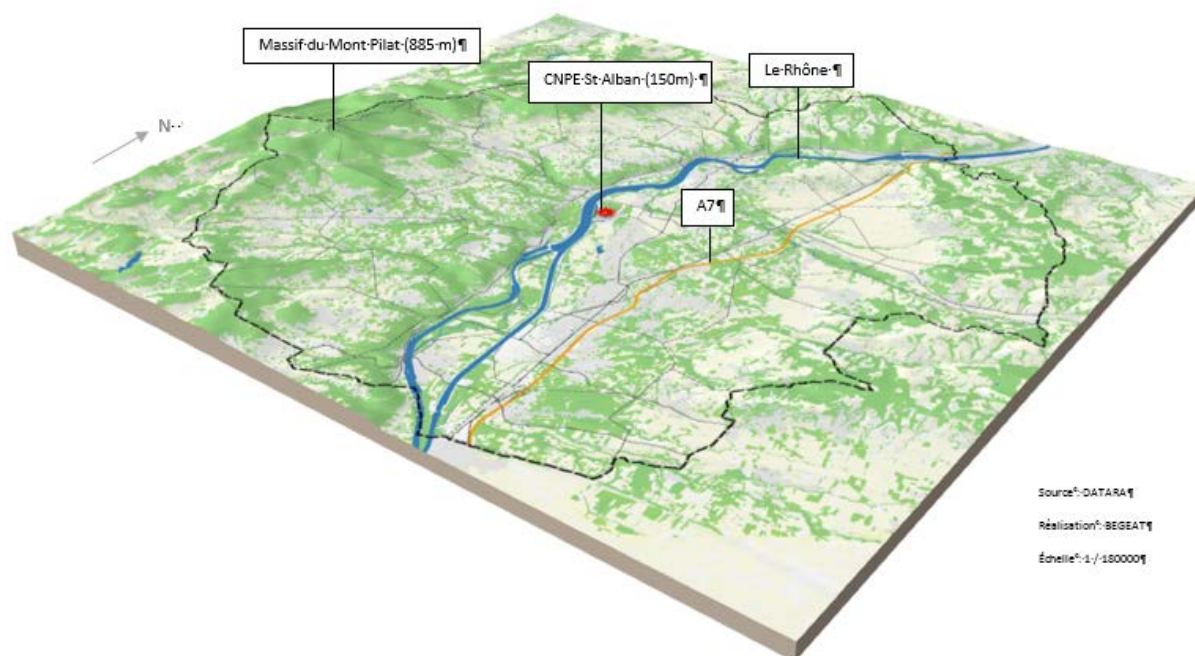 Massif·du·Mont·Pilat·(885·m)¶
CNPE·St·Alban·(150m)·¶
Le·Rhône·¶
N··
A7¶
Source°:·DATARA¶
Réalisation°:·BEGEAT¶
Échelle°:·1·/·180000¶